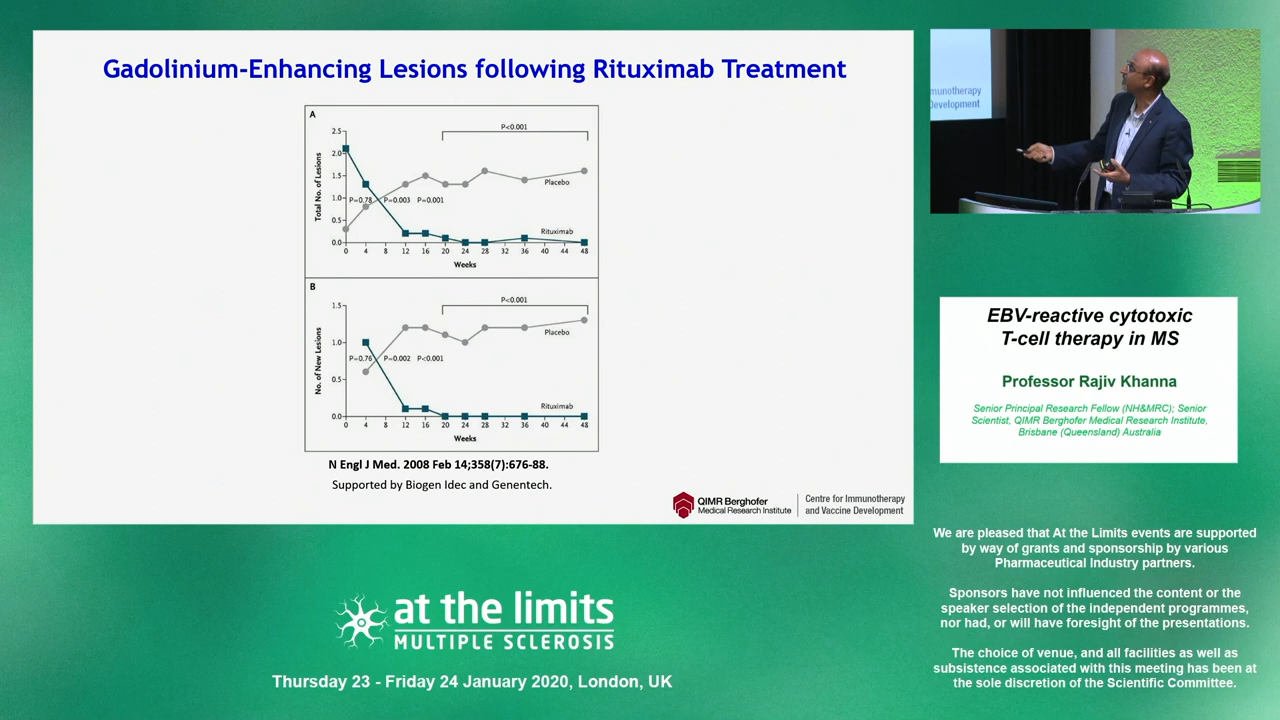 Gadolinium-Enhancing Lesions following Rituximab Treatment
A
P<0.001
2.5
2.0
1.5
1.0
0.5
0.0
Total No. of Lesions
Placebo
P=0.78 P=0.003 P=0.001
Rituximab
0 4 8 12 16 20 24 28 32 36 40 44 48
Weeks
B
P<0.001
1.5
1.0
0.5
0.0
No. of New Lesions
Placebo
P=0.76 P=0.002 P<0.001
Rituximab
0 4 8 12 16 20 24 28 32 36 40 44 48
Weeks
N Engl J Med. 2008 Feb 14;358(7):676-88.
Supported by Biogen Idec and Genentech.
QIMR Berghofer
Medical Research Institute
Centre for Immunotherapy
and Vaccine Development
munotherapy
Development
EBV-reactive cytotoxic
T-cell therapy in MS
Professor Rajiv Khanna
Senior Principal Research Fellow (NH&MRC); Senior
Scientist, QIMR Berghofer Medical Research Institute,
Brisbane (Queensland) Australia
We are pleased that At the Limits events are supported
by way of grants and sponsorship by various
Pharmaceutical Industry partners.
Sponsors have not influenced the content or the
speaker selection of the independent programmes,
nor had, or will have foresight of the presentations.
The choice of venue, and all facilities as well as
subsistence associated with this meeting has been at
the sole discretion of the Scientific Committee.
at the limits
MULTIPLE SCLEROSIS
Thursday 23 - Friday 24 January 2020, London, UK